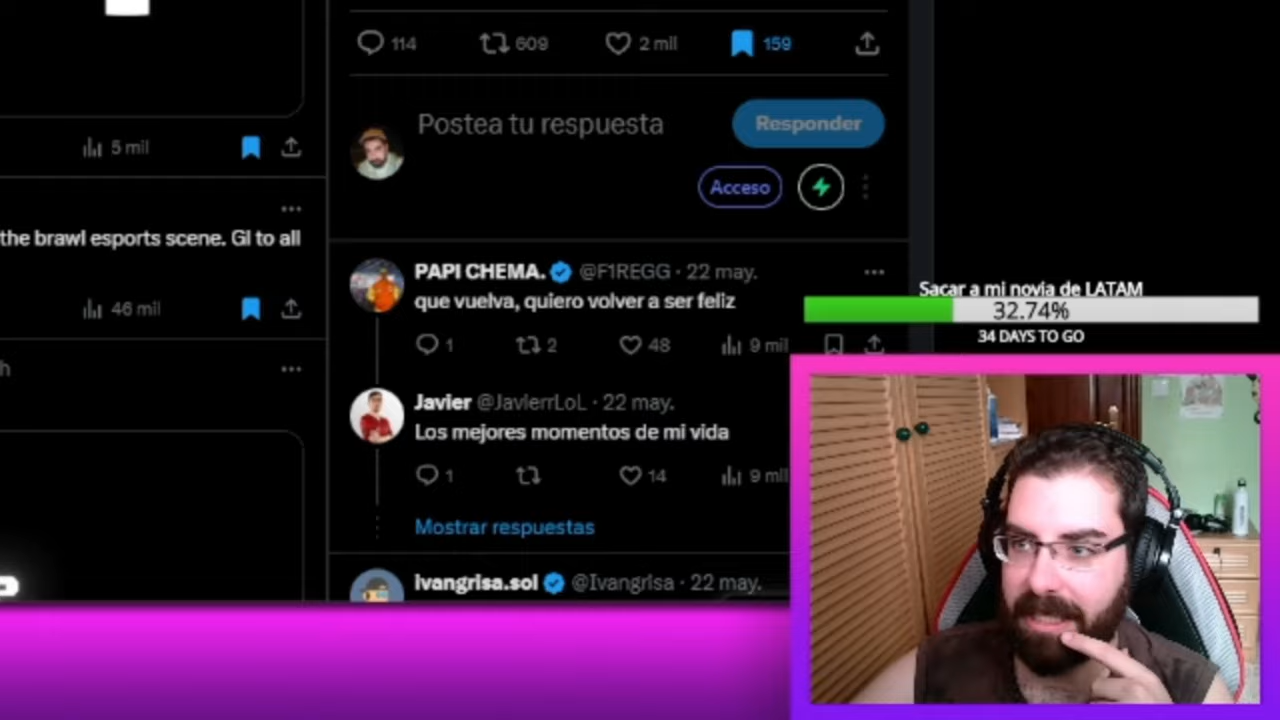 114 609 2 mil 159
Postea tu respuesta
Responder
5 mil
Acceso
the brawl esports scene. Gl to all
46 mil
h
PAPI CHEMA. @F1REGG · 22 may.
que vuelva, quiero volver a ser feliz
1 2 48 9 mil
Javier @JavierrLoL · 22 may.
Los mejores momentos de mi vida
1 14 9 mil
Mostrar respuestas
ivangrisa.sol @Ivangrisa · 22 may.
Sacar a mi novia de LATAM
32.74%
34 DAYS TO GO